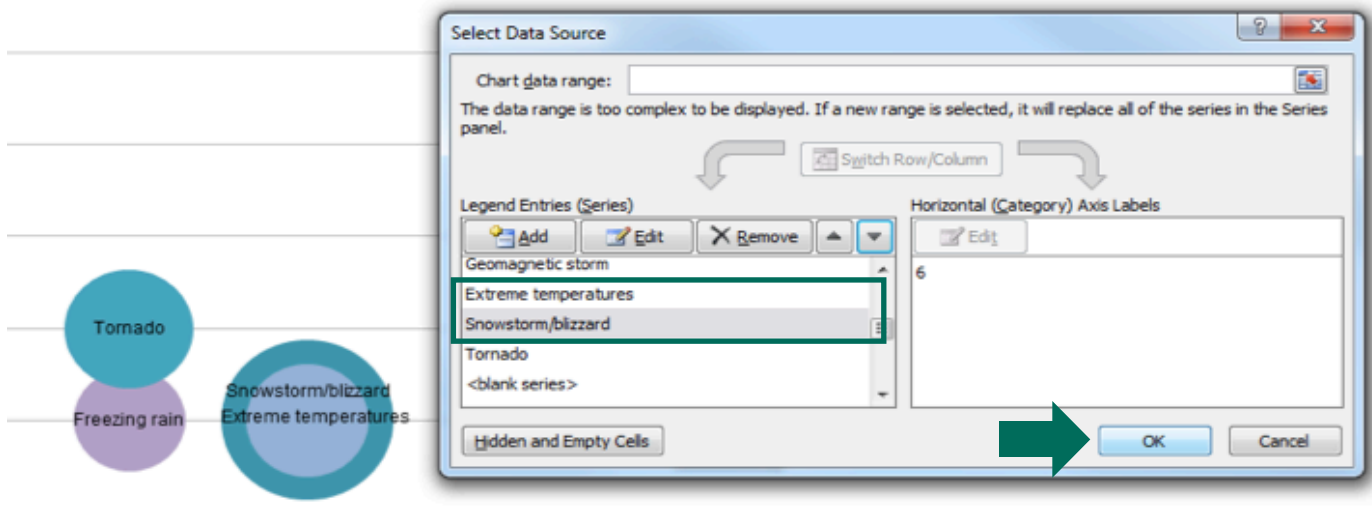 Select Data Source
Chart data range:
The data range is too complex to be displayed. If a new range is selected, it will replace all of the series in the Series
panel.
Switch Row/Column
Legend Entries (Series)
Horizontal (Category) Axis Labels
Add
Edit
Remove
Edit
Geomagnetic storm
Extreme temperatures
Snowstorm/blizzard
Tornado
<blank series>
6
Hidden and Empty Cells
OK
Cancel
Tornado
Freezing rain
Snowstorm/blizzard
Extreme temperatures